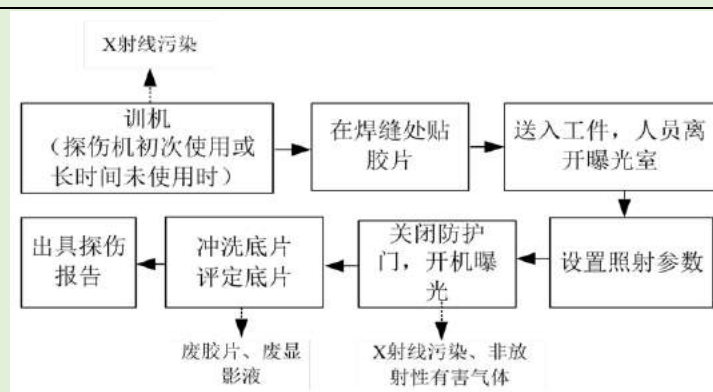 X射线污染
训机
（探伤机初次使用或
长时间未使用时）
在焊缝处贴
胶片
送入工件，人员离
开曝光室
设置照射参数
关闭防护
门，开机曝
光
冲洗底片
评定底片
出具探伤
报告
废胶片、废显
影液
X射线污染、非放
射性有害气体